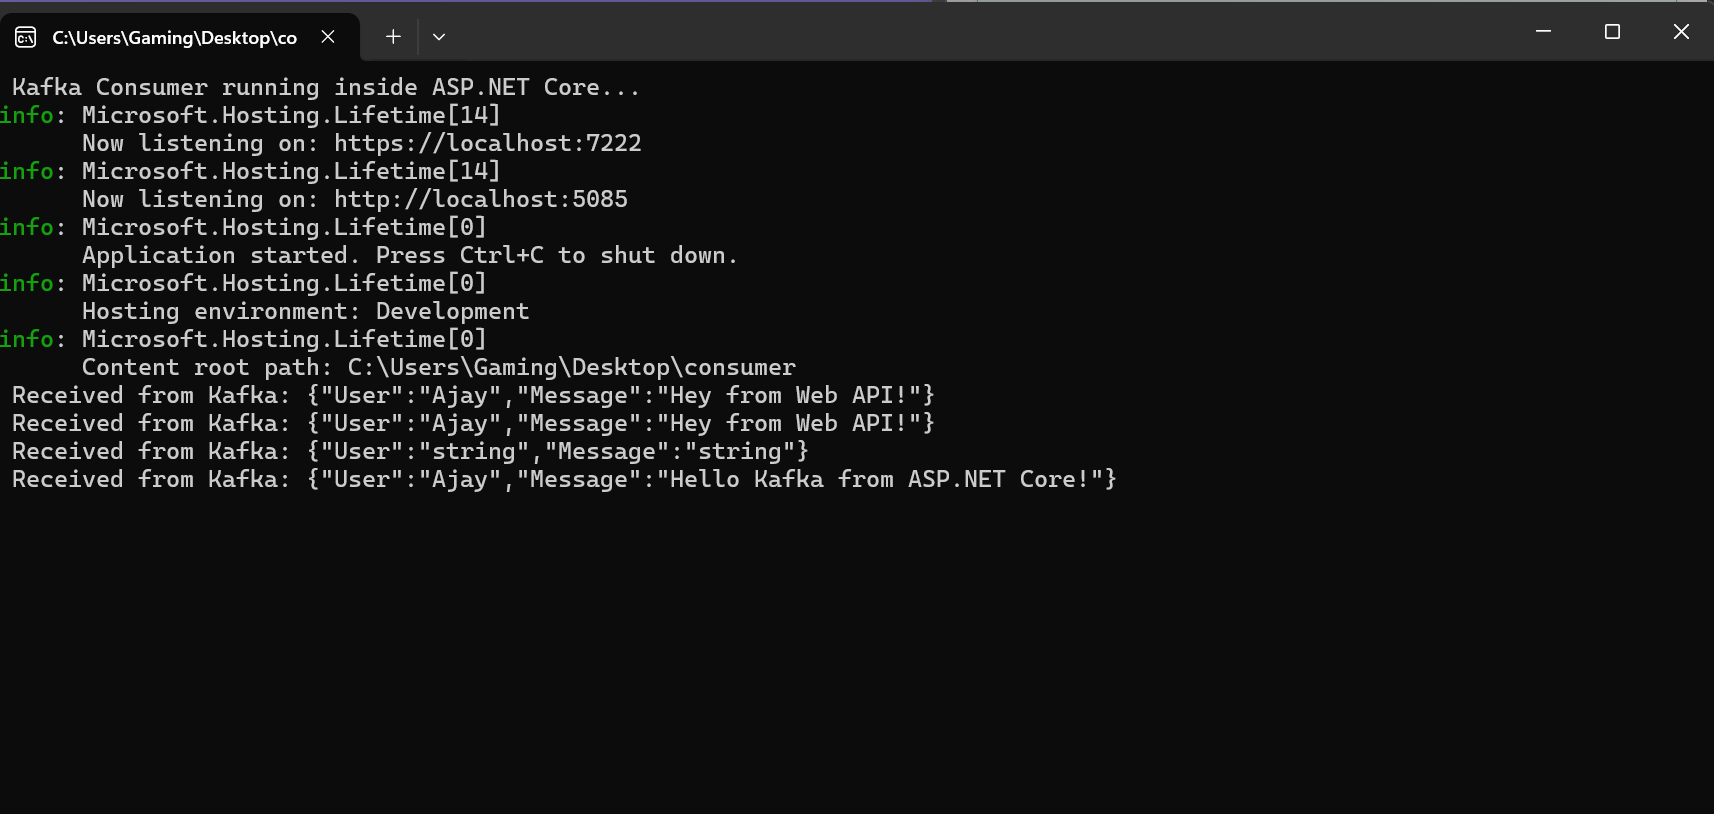 C:\Users\Gaming\Desktop\co
Kafka Consumer running inside ASP.NET Core...
info: Microsoft.Hosting.Lifetime[14]
      Now listening on: https://localhost:7222
info: Microsoft.Hosting.Lifetime[14]
      Now listening on: http://localhost:5085
info: Microsoft.Hosting.Lifetime[0]
      Application started. Press Ctrl+C to shut down.
info: Microsoft.Hosting.Lifetime[0]
      Hosting environment: Development
info: Microsoft.Hosting.Lifetime[0]
      Content root path: C:\Users\Gaming\Desktop\consumer
Received from Kafka: {"User":"Ajay","Message":"Hey from Web API!"}
Received from Kafka: {"User":"Ajay","Message":"Hey from Web API!"}
Received from Kafka: {"User":"string","Message":"string"}
Received from Kafka: {"User":"Ajay","Message":"Hello Kafka from ASP.NET Core!"}